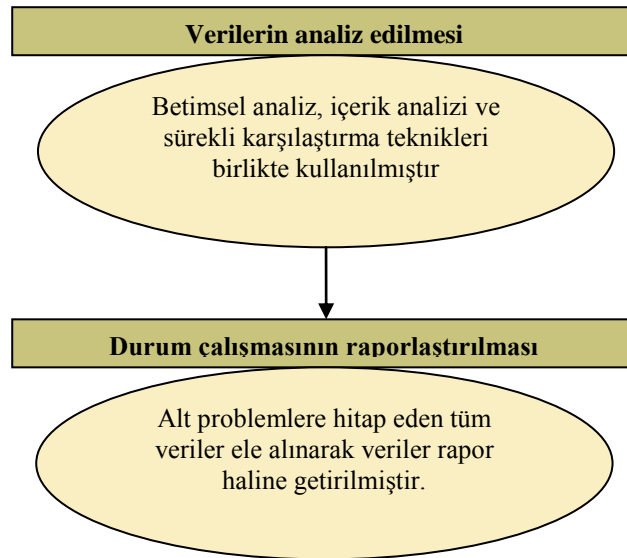 Verilerin analiz edilmesi
Betimsel analiz, içerik analizi ve
sürekli karşılaştırma teknikleri
birlikte kullanılmıştır
Durum çalışmasının raporlaştırılması
Alt problemlere hitap eden tüm
veriler ele alınarak veriler rapor
haline getirilmiştir.